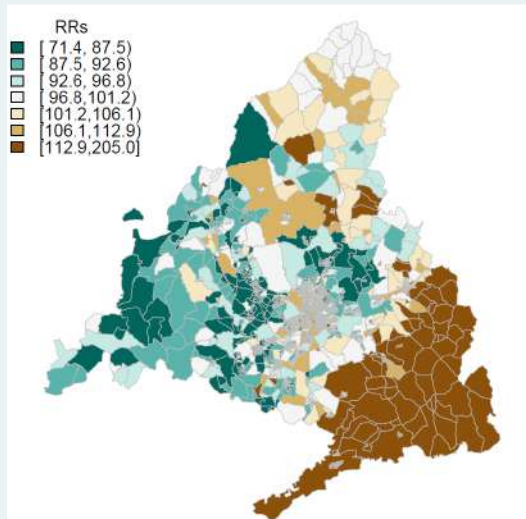 RRs
[ 71.4, 87.5)
[ 87.5, 92.6)
[ 92.6, 96.8)
[ 96.8,101.2)
[101.2,106.1)
[106.1,112.9)
[112.9,205.0]